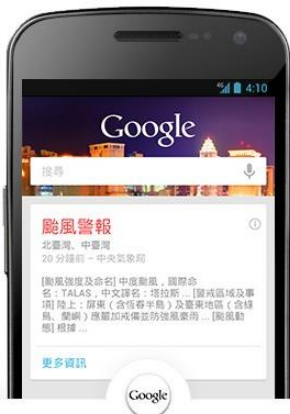 4G 4:10
Google
搜尋
颱風警報
北臺灣、中臺灣
20 分鐘前 – 中央氣象局
[颱風強度及命名] 中度颱風，國際命
名：TALAS，中文譯名：塔拉斯 ... [警戒區域及事
項] 陸上：屏東（含恆春半島）及臺東地區（含綠
島、蘭嶼）應嚴加戒備並防強風豪雨 ... [颱風動
態] 根據 ...
更多資訊
Google